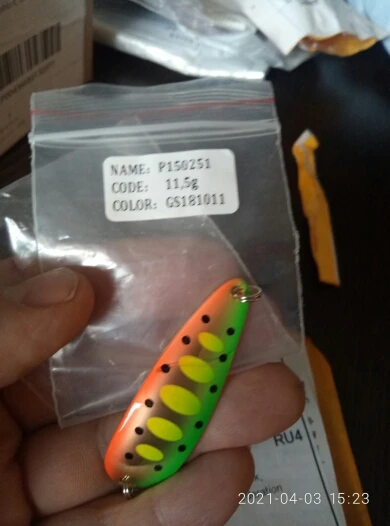 NAME: P150251
CODE: 11,5g
COLOR: GS181011
RU4
2021-04-03 15:23